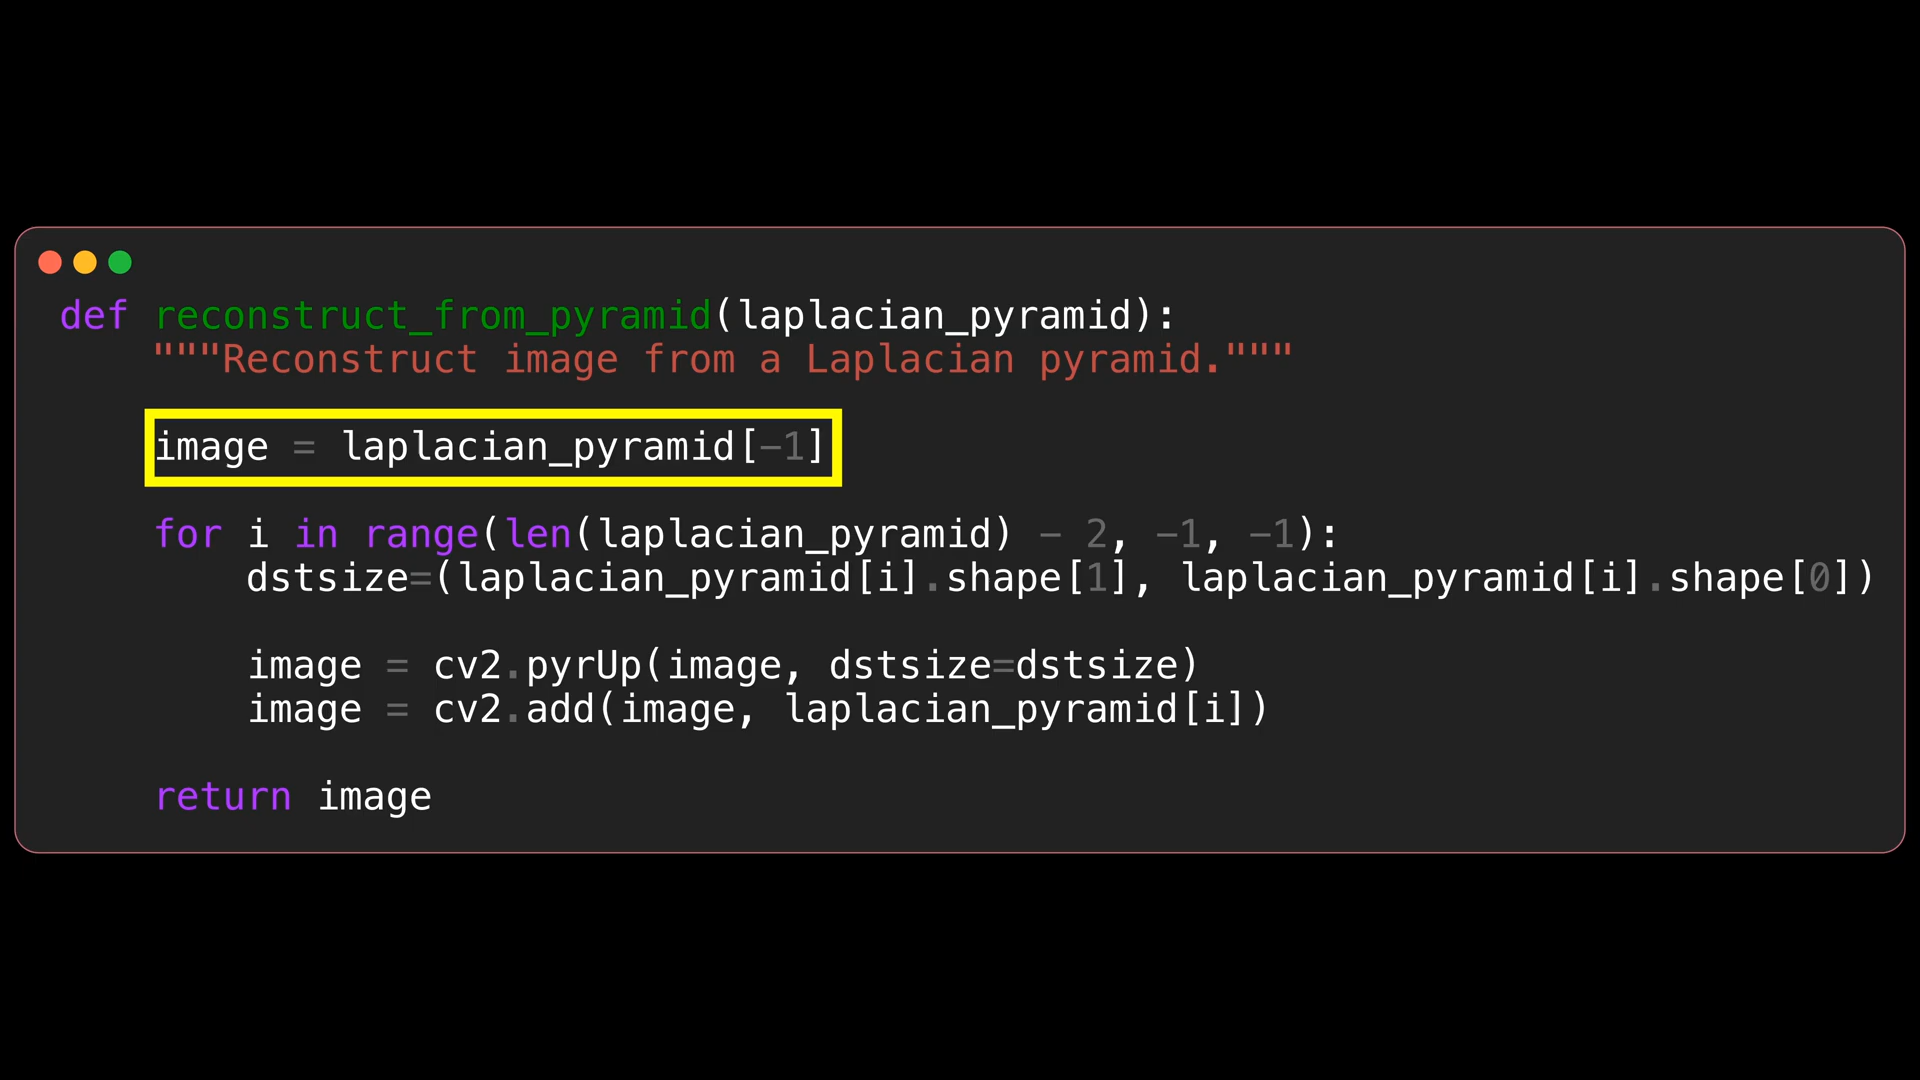 def reconstruct_from_pyramid(laplacian_pyramid):
"""Reconstruct image from a Laplacian pyramid."""
image = laplacian_pyramid[-1]
for i in range(len(laplacian_pyramid) - 2, -1, -1):
dstsize=(laplacian_pyramid[i].shape[1], laplacian_pyramid[i].shape[0])
image = cv2.pyrUp(image, dstsize=dstsize)
image = cv2.add(image, laplacian_pyramid[i])
return image